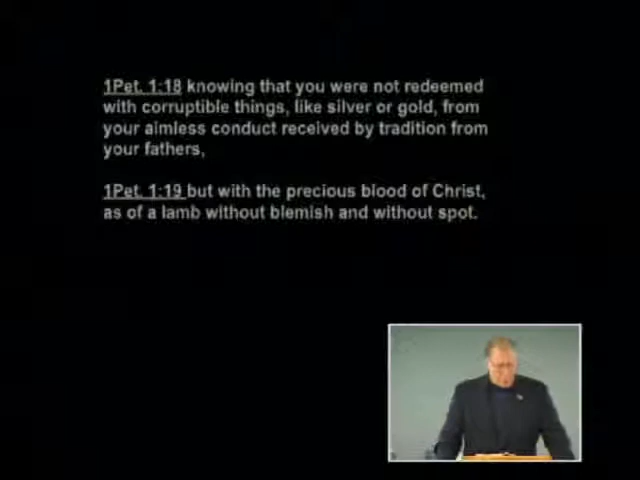 1Pet. 1:18 knowing that you were not redeemed
with corruptible things, like silver or gold, from
your aimless conduct received by tradition from
your fathers,
1Pet. 1:19 but with the precious blood of Christ,
as of a lamb without blemish and without spot.